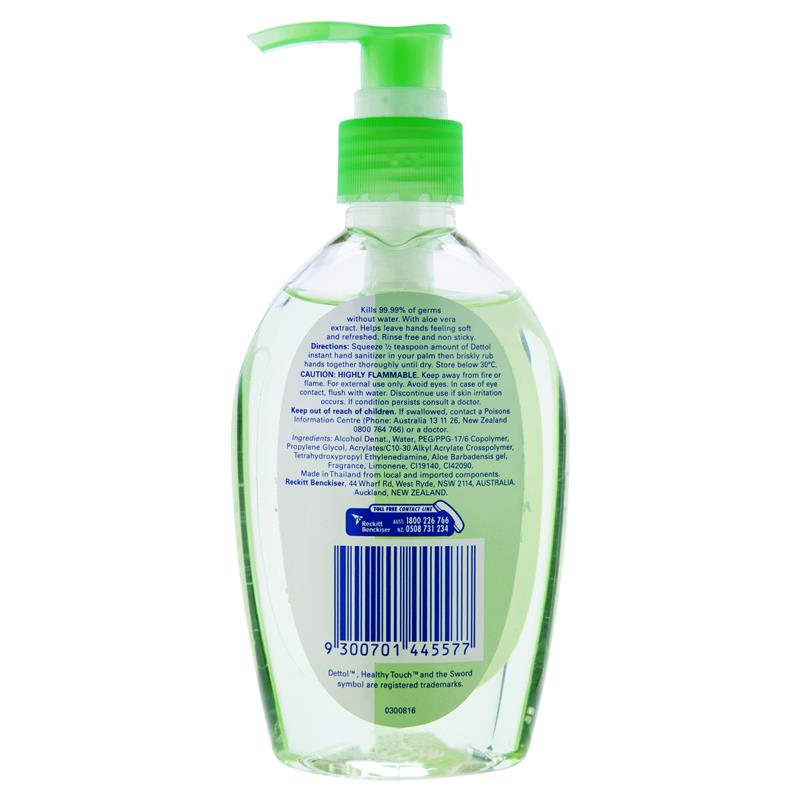 Kills 99.99% of germs
without water. With aloe vera
extract. Helps leave hands feeling soft
and refreshed. Rinse free and non sticky.
Directions: Squeeze ½ teaspoon amount of Dettol
instant hand sanitizer in your palm then briskly rub
hands together thoroughly until dry. Store below 30°C.
CAUTION: HIGHLY FLAMMABLE. Keep away from fire or
flame. For external use only. Avoid eyes. In case of eye
contact, flush with water. Discontinue use if skin irritation
occurs. If condition persists consult a doctor.
Keep out of reach of children. If swallowed, contact a Poisons
Information Centre (Phone: Australia 13 11 26, New Zealand
0800 764 766) or a doctor.
Ingredients: Alcohol Denat., Water, PEG/PPG-17/6 Copolymer,
Propylene Glycol, Acrylates/C10-30 Alkyl Acrylate Crosspolymer,
Tetrahydroxypropyl Ethylenediamine, Aloe Barbadensis gel,
Fragrance, Limonene, CI19140, CI42090.
Made in Thailand from local and imported components.
Reckitt Benckiser, 44 Wharf Rd, West Ryde, NSW 2114, AUSTRALIA.
Auckland, NEW ZEALAND.
TOLL FREE CONTACT LINE
Reckitt
Benckiser
AUST: 1800 226 766
NZ: 0508 731 234
9 300701 445577
Dettol™, Healthy Touch™ and the Sword
symbol are registered trademarks.
0300816